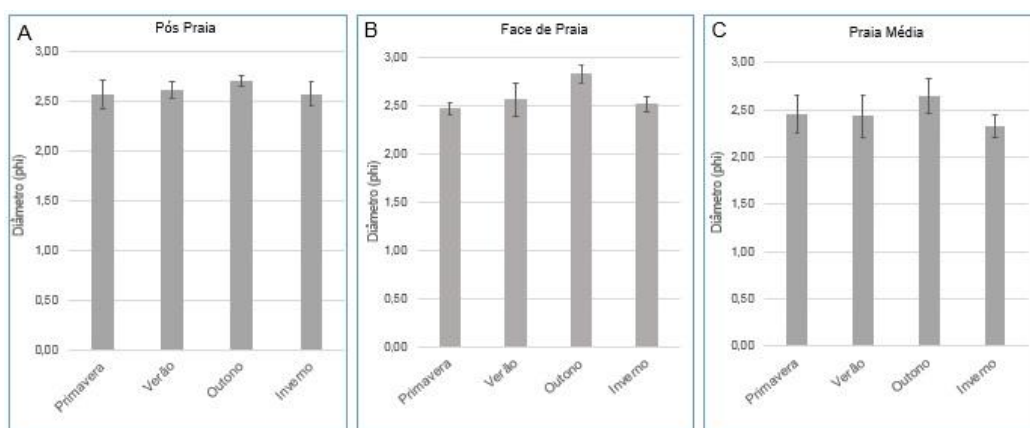 A
Pós Praia
Diâmetro (phi)
3,00
2,50
2,00
1,50
1,00
0,50
0,00
Primavera
Verão
Outono
Inverno
B
Face de Praia
Diâmetro (phi)
3,00
2,50
2,00
1,50
1,00
0,50
0,00
Primavera
Verão
Outono
Inverno
C
Praia Média
Diâmetro (phi)
3,00
2,50
2,00
1,50
1,00
0,50
0,00
Primavera
Verão
Outono
Inverno